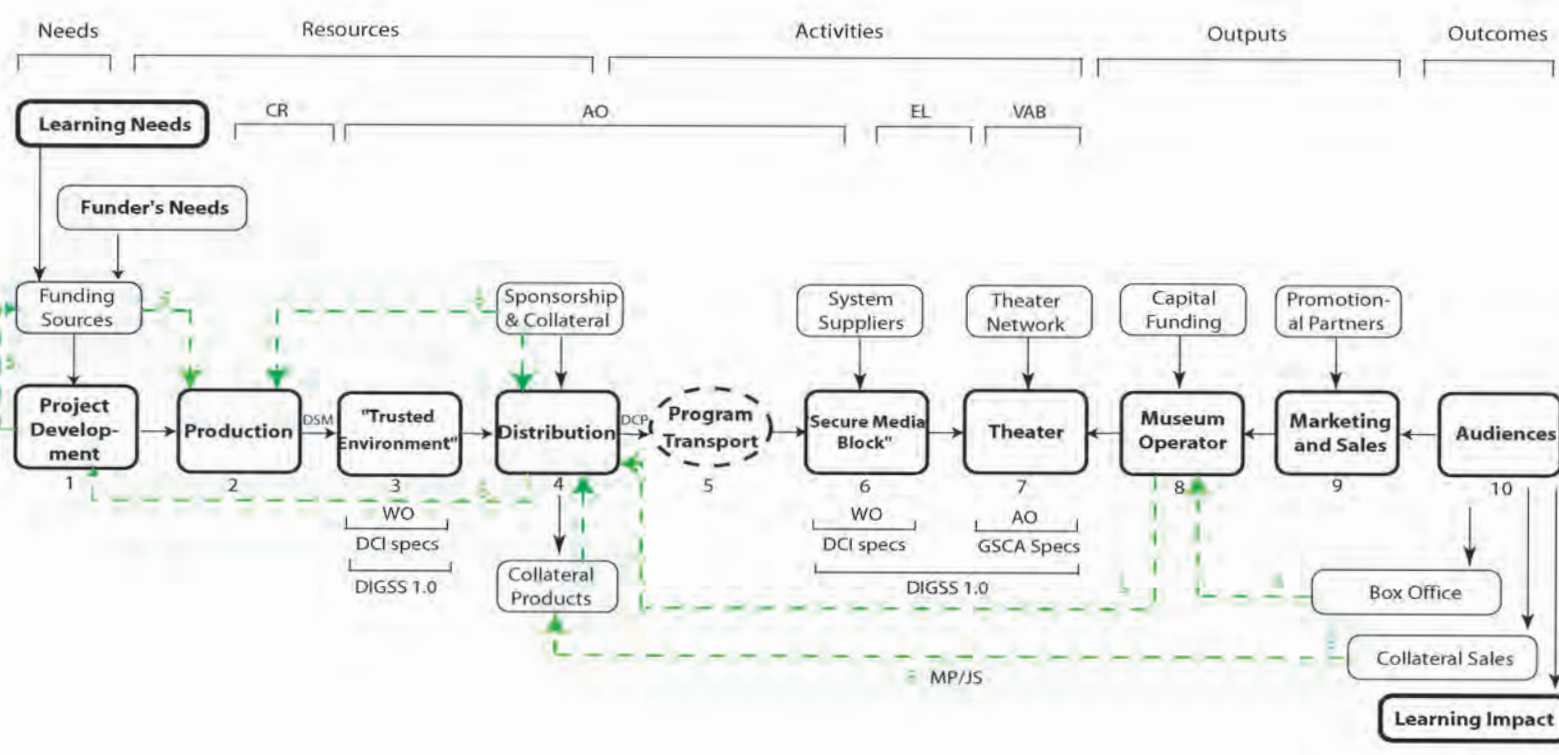 Needs
Resources
Activities
Outputs
Outcomes
Learning Needs
CR
AO
EL
VAB
Funder's Needs
Funding
Sources
Sponsorship
& Collateral
System
Suppliers
Theater
Network
Capital
Funding
Promotion-
al Partners
Project
Develop-
ment
Production
DSM
"Trusted
Environment"
Distribution
DCP
Program
Transport
Secure Media
Block"
Theater
Museum
Operator
Marketing
and Sales
Audiences
1
2
3
4
5
6
7
8
9
10
WO
DCI specs
DIGSS 1.0
WO
DCI specs
AO
GSCA Specs
DIGSS 1.0
Collateral
Products
Box Office
Collateral Sales
MP/JS
Learning Impact